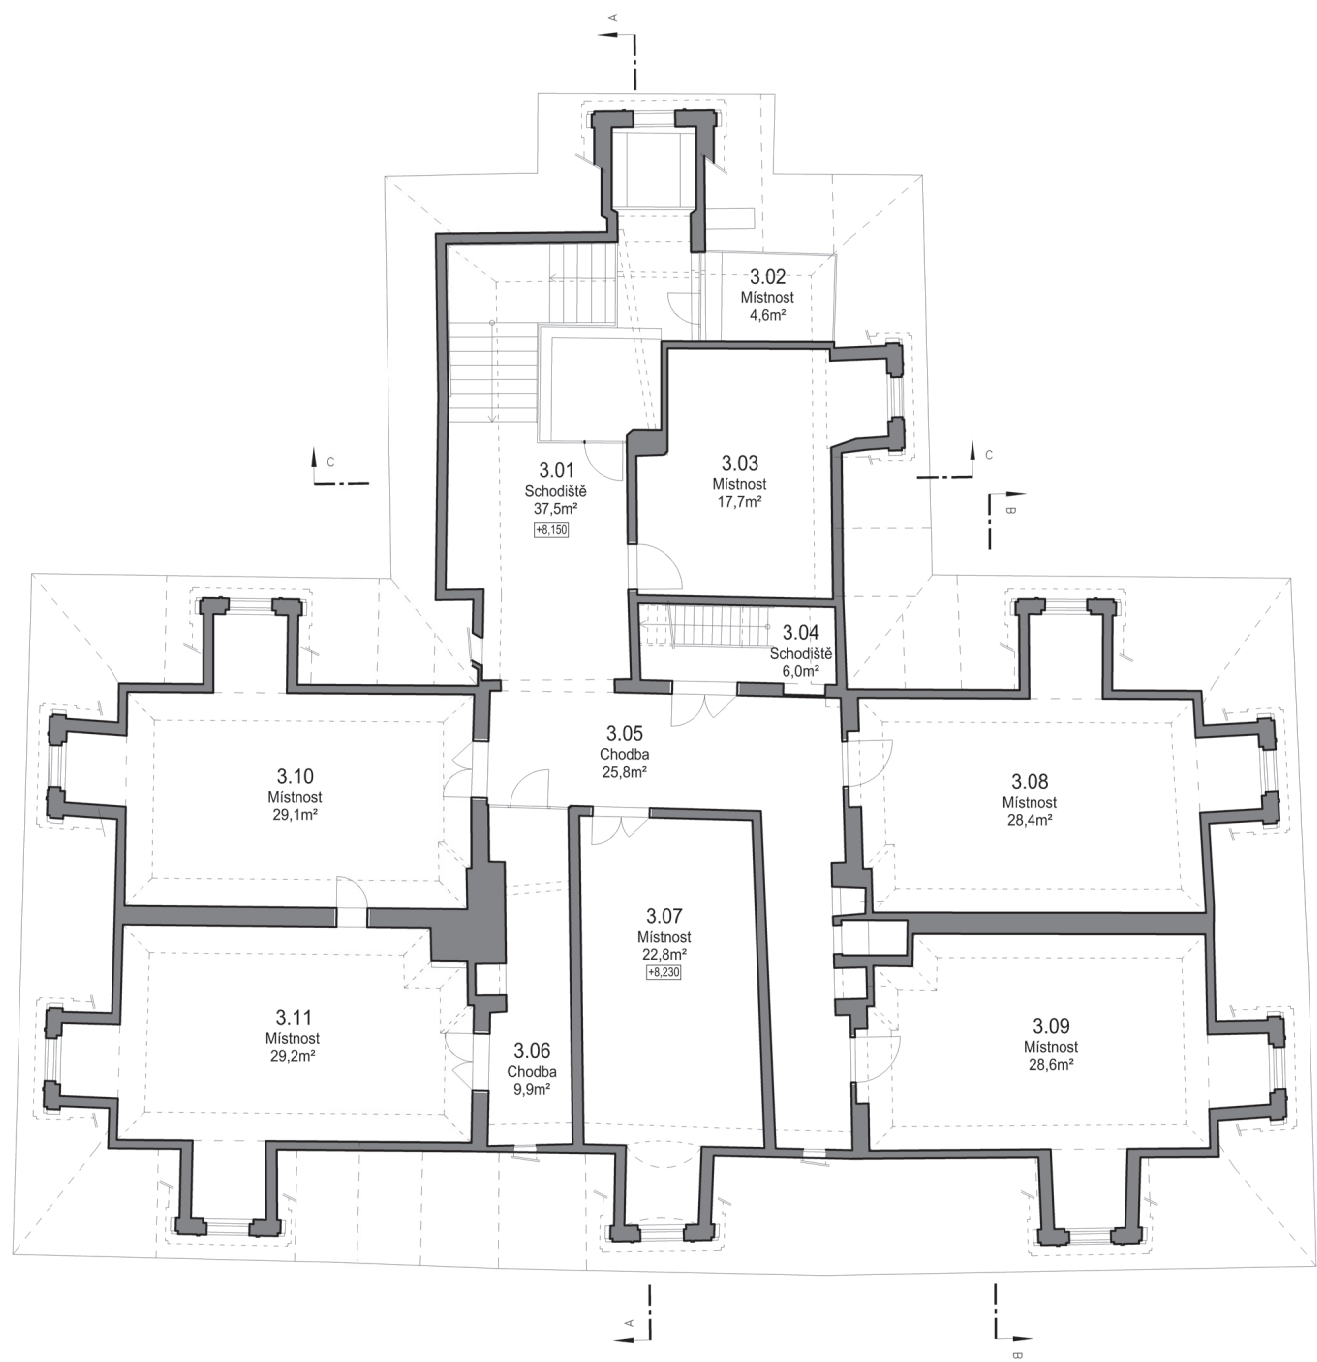 A
3.02
Místnost
4,6m²
3.03
Místnost
17,7m²
3.01
Schodiště
37,5m²
+8,150
C
C
B
3.04
Schodiště
6,0m²
3.05
Chodba
25,8m²
3.10
Místnost
29,1m²
3.08
Místnost
28,4m²
3.07
Místnost
22,8m²
+8,230
3.11
Místnost
29,2m²
3.06
Chodba
9,9m²
3.09
Místnost
28,6m²
A
B